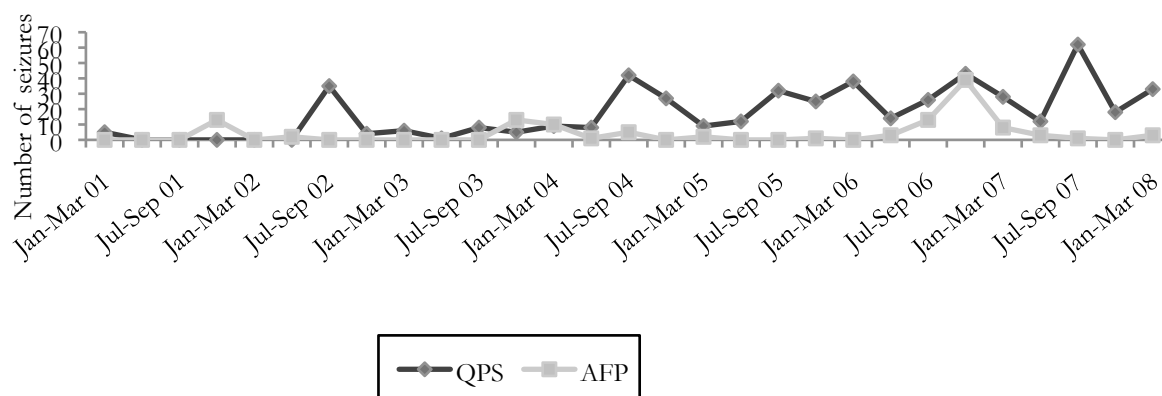 Number of seizures
70
60
50
40
30
20
10
0
Jan-Mar 01
Jul-Sep 01
Jan-Mar 02
Jul-Sep 02
Jan-Mar 03
Jul-Sep 03
Jan-Mar 04
Jul-Sep 04
Jan-Mar 05
Jul-Sep 05
Jan-Mar 06
Jul-Sep 06
Jan-Mar 07
Jul-Sep 07
Jan-Mar 08
QPS AFP